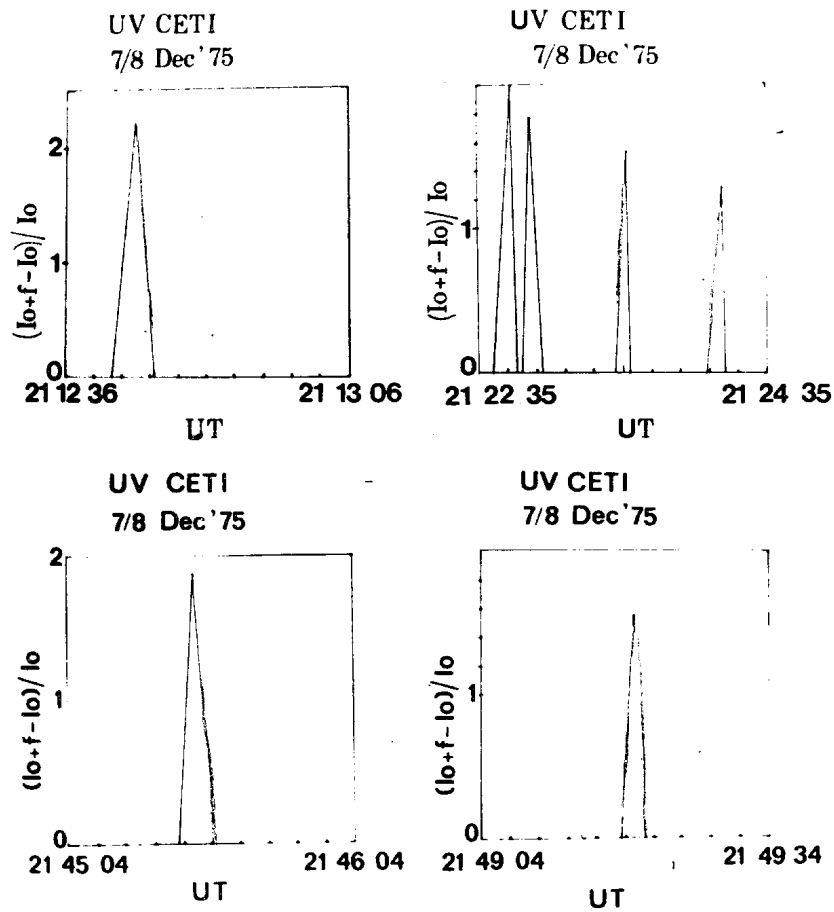 UV CETI
7/8 Dec '75
2
1
0
(Io+f-Io)/Io
21 12 36
21 13 06
UT
UV CETI
7/8 Dec '75
1
0
(Io+f-Io)/Io
21 22 35
21 24 35
UT
UV CETI
7/8 Dec '75
2
1
0
(Io+f-Io)/Io
21 45 04
21 46 04
UT
UV CETI
7/8 Dec '75
1
0
(Io+f-Io)/Io
21 49 04
21 49 34
UT